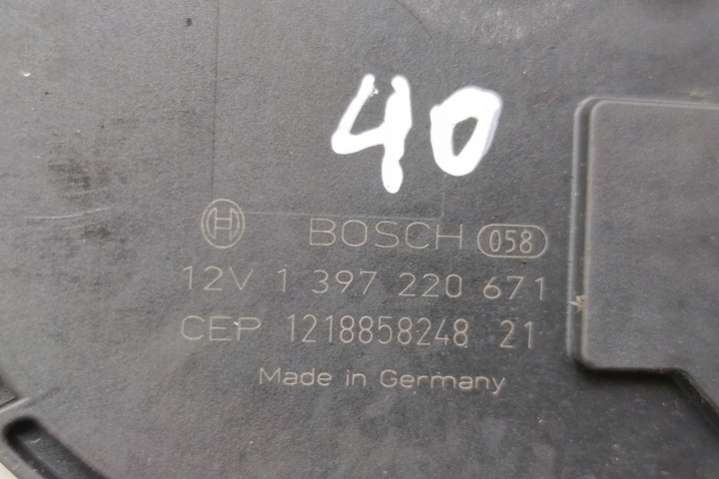 40
BOSCH 058
12V 1 397 220 671
CEP 1218858248 21
Made in Germany